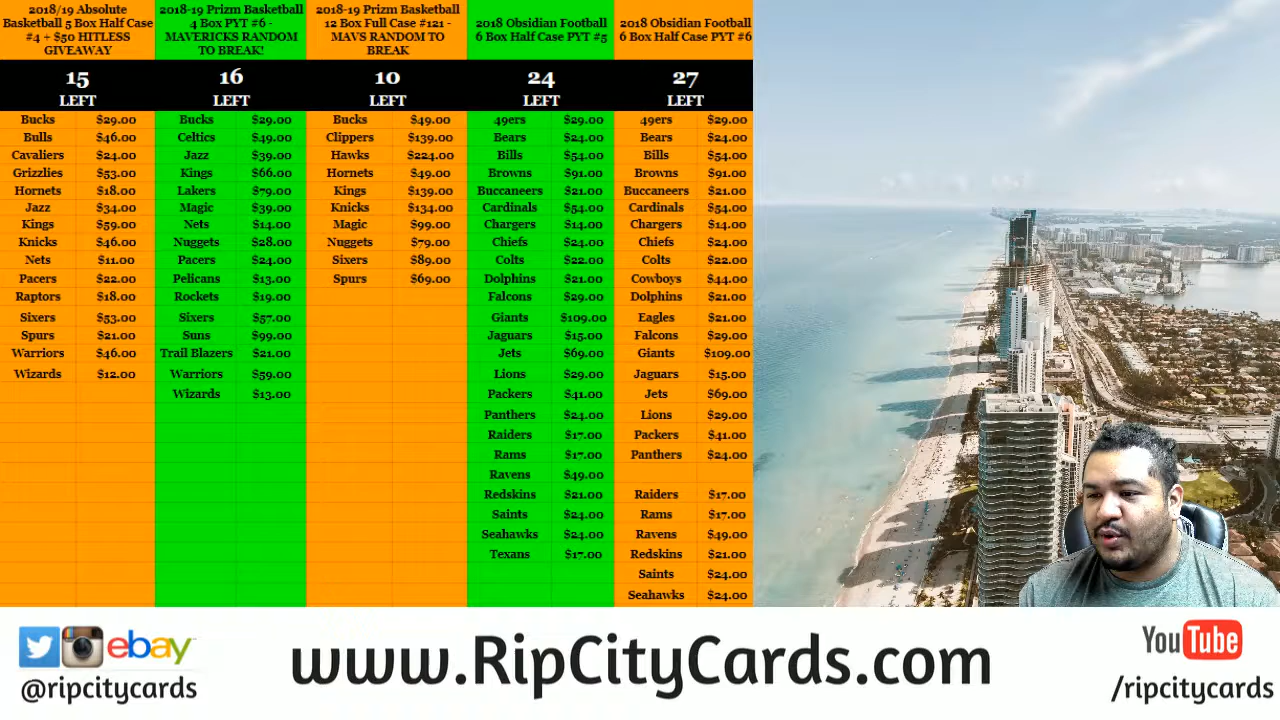 2018/19 Absolute
Basketball 5 Box Half Case
#4 + $50 HITLESS
GIVEAWAY
15
LEFT
Bucks $29.00
Bulls $46.00
Cavaliers $24.00
Grizzlies $53.00
Hornets $18.00
Jazz $34.00
Kings $59.00
Knicks $46.00
Nets $11.00
Pacers $22.00
Raptors $18.00
Sixers $53.00
Spurs $21.00
Warriors $46.00
Wizards $12.00
2018-19 Prizm Basketball
4 Box PYT #6 -
MAVERICKS RANDOM
TO BREAK!
16
LEFT
Bucks $29.00
Celtics $49.00
Jazz $39.00
Kings $66.00
Lakers $79.00
Magic $39.00
Nets $14.00
Nuggets $28.00
Pacers $24.00
Pelicans $13.00
Rockets $19.00
Sixers $57.00
Suns $99.00
Trail Blazers $21.00
Warriors $59.00
Wizards $13.00
2018-19 Prizm Basketball
12 Box Full Case #121 -
MAVS RANDOM TO
BREAK
10
LEFT
Bucks $49.00
Clippers $139.00
Hawks $224.00
Hornets $49.00
Kings $139.00
Knicks $134.00
Magic $99.00
Nuggets $79.00
Sixers $89.00
Spurs $69.00
2018 Obsidian Football
6 Box Half Case PYT #5
24
LEFT
49ers $29.00
Bears $24.00
Bills $54.00
Browns $91.00
Buccaneers $21.00
Cardinals $54.00
Chargers $14.00
Chiefs $24.00
Colts $22.00
Dolphins $21.00
Falcons $29.00
Giants $109.00
Jaguars $15.00
Jets $69.00
Lions $29.00
Packers $41.00
Panthers $24.00
Raiders $17.00
Rams $17.00
Ravens $49.00
Redskins $21.00
Saints $24.00
Seahawks $24.00
Texans $17.00
2018 Obsidian Football
6 Box Half Case PYT #6
27
LEFT
49ers $29.00
Bears $24.00
Bills $54.00
Browns $91.00
Buccaneers $21.00
Cardinals $54.00
Chargers $14.00
Chiefs $24.00
Colts $22.00
Cowboys $44.00
Dolphins $21.00
Eagles $21.00
Falcons $29.00
Giants $109.00
Jaguars $15.00
Jets $69.00
Lions $29.00
Packers $41.00
Panthers $24.00
Raiders $17.00
Rams $17.00
Ravens $49.00
Redskins $21.00
Saints $24.00
Seahawks $24.00
ebay
@ripcitycards
www.RipCityCards.com
YouTube
/ripcitycards